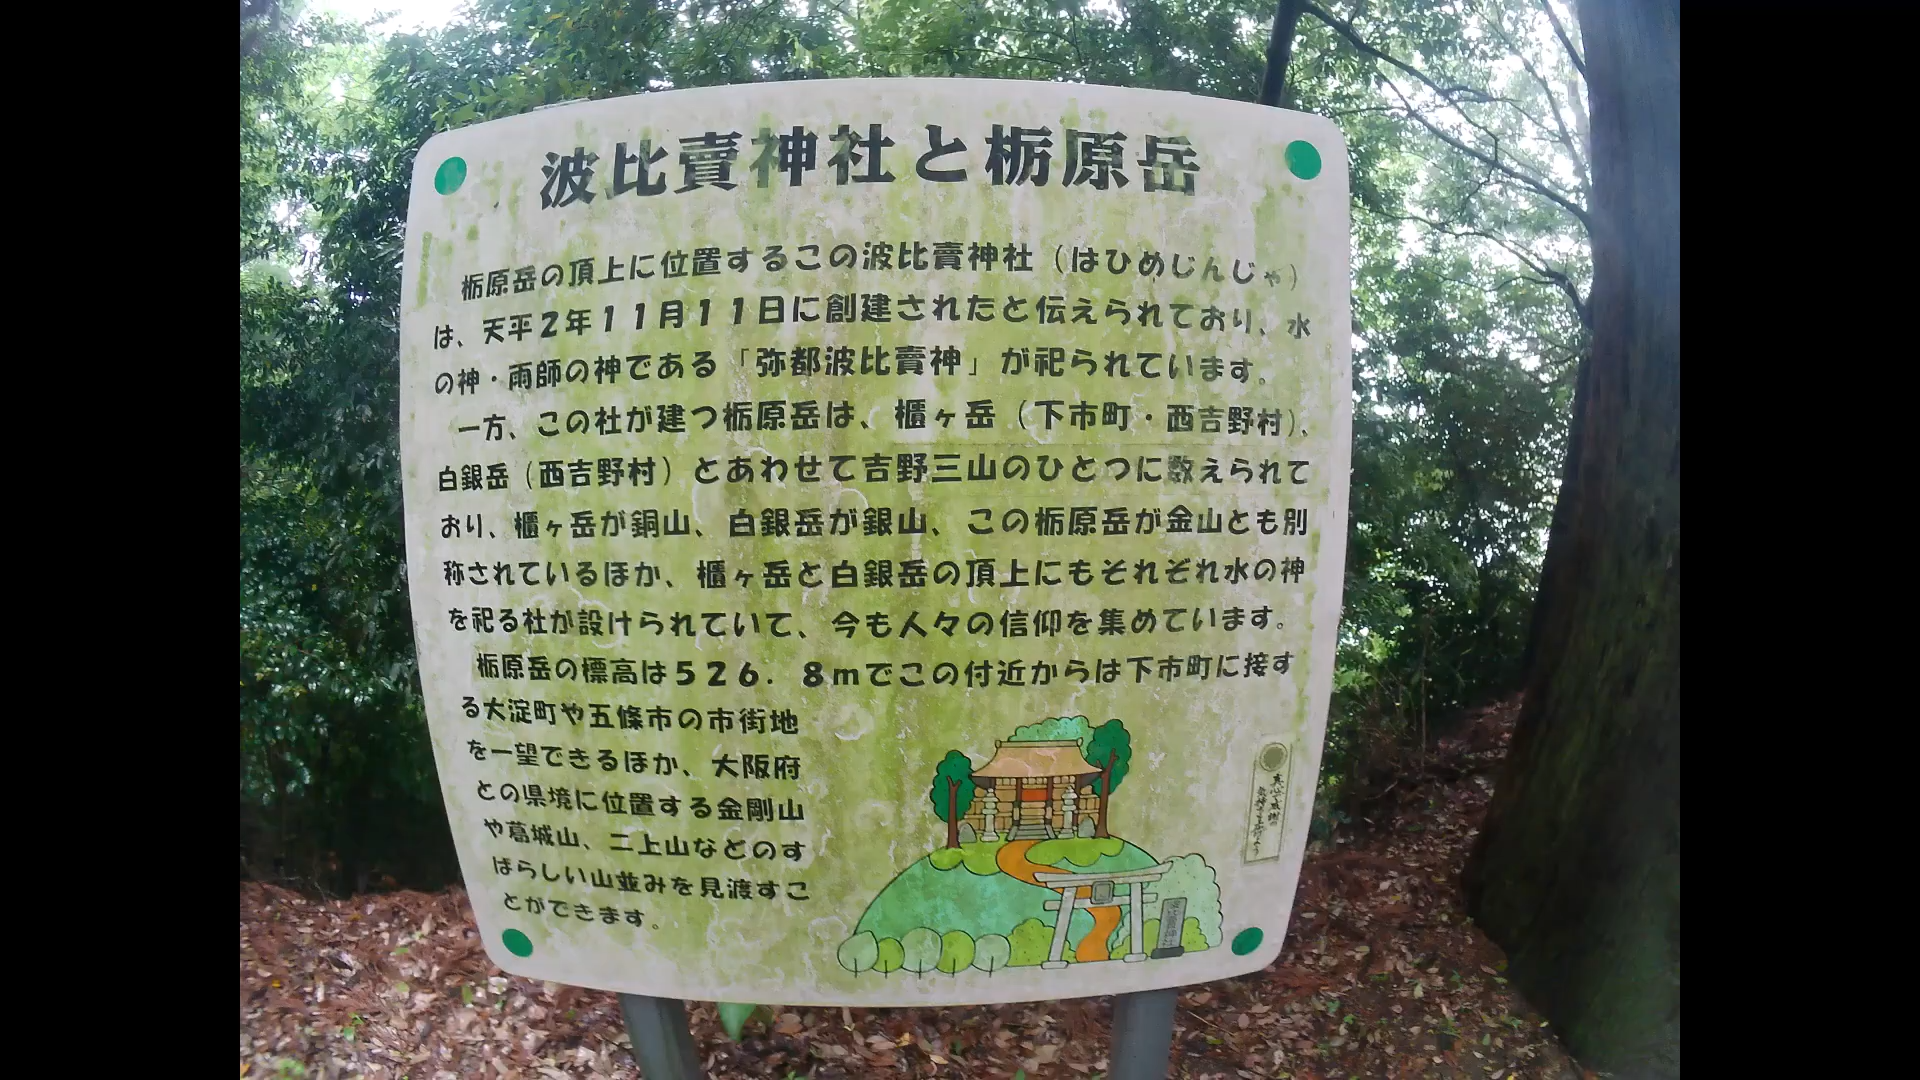 波比賣神社と栃原岳
栃原岳の頂上に位置するこの波比賣神社（はひめじんじゃ）
は、天平２年１１月１１日に創建されたと伝えられており、水
の神・雨師の神である「弥都波比賣神」が祀られています。
一方、この社が建つ栃原岳は、櫃ヶ岳（下市町・西吉野村）、
白銀岳（西吉野村）とあわせて吉野三山のひとつに数えられて
おり、櫃ヶ岳が銅山、白銀岳が銀山、この栃原岳が金山とも別
称されているほか、櫃ヶ岳と白銀岳の頂上にもそれぞれ水の神
を祀る社が設けられていて、今も人々の信仰を集めています。
栃原岳の標高は５２６．８ｍでこの付近からは下市町に接す
る大淀町や五條市の市街地
を一望できるほか、大阪府
との県境に位置する金剛山
や葛城山、二上山などのす
ばらしい山並みを見渡すこ
とができます。
波比賣神社